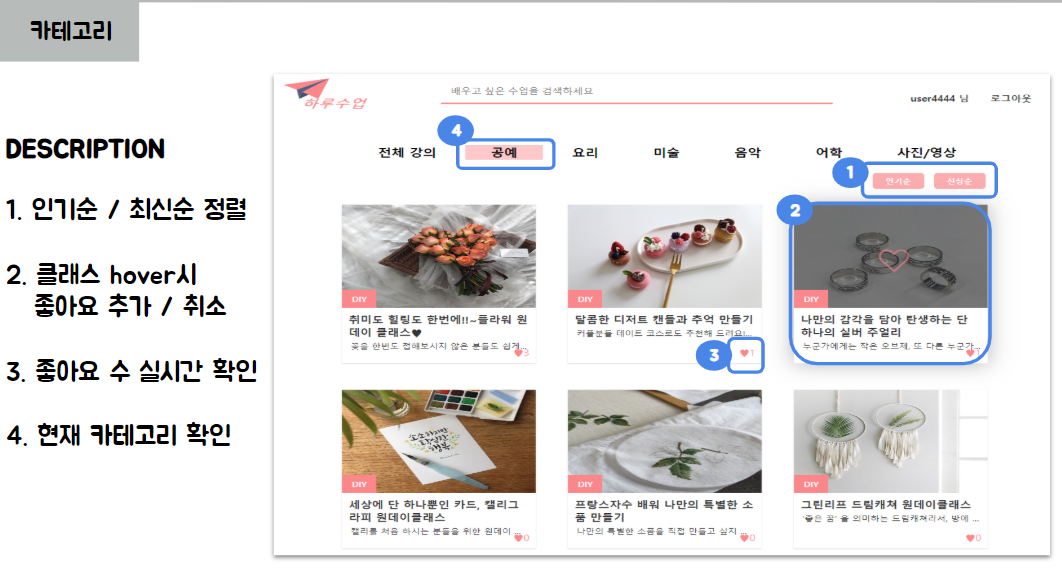 카테고리
DESCRIPTION
1. 인기순 / 최신순 정렬
2. 클래스 hover시
좋아요 추가 / 취소
3. 좋아요 수 실시간 확인
4. 현재 카테고리 확인
하루수업
배우고 싶은 수업을 검색하세요
user4444 님 로그아웃
4
전체 강의 공예 요리 미술 음악 어학 사진/영상
1
인기순 신상순
2
DIY DIY DIY
취미도 힐링도 한번에!!~플라워 원
데이 클래스♥
꽃을 한번도 접해보시지 않은 분들도 쉽게...
♥3
달콤한 디저트 캔들과 추억 만들기
커플분들 데이트 코스로도 추천해 드려요!...
3
♥1
나만의 감각을 담아 탄생하는 단
하나의 실버 주얼리
누군가에게는 작은 오브제, 또 다른 누군가...
♥1
소소하지만
확실한
행복
DIY DIY DIY
세상에 단 하나뿐인 카드, 캘리그
라피 원데이클래스
캘리를 처음 하시는 분들을 위한 원데이 ...
♥0
프랑스자수 배워 나만의 특별한 소
품 만들기
나만의 특별한 소품을 직접 만들고 싶지 ...
♥0
그린리프 드림캐쳐 원데이클래스
'좋은 꿈' 을 의미하는 드림캐쳐라서, 방에 ...
♥0